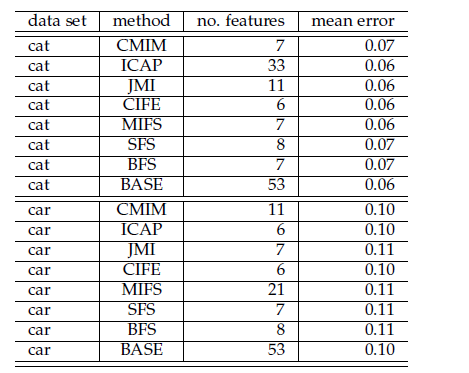 data set method no. features mean error
cat CMIM 7 0.07
cat ICAP 33 0.06
cat JMI 11 0.06
cat CIFE 6 0.06
cat MIFS 7 0.06
cat SFS 8 0.07
cat BFS 7 0.07
cat BASE 53 0.06
car CMIM 11 0.10
car ICAP 6 0.10
car JMI 7 0.11
car CIFE 6 0.10
car MIFS 21 0.11
car SFS 7 0.11
car BFS 8 0.11
car BASE 53 0.10